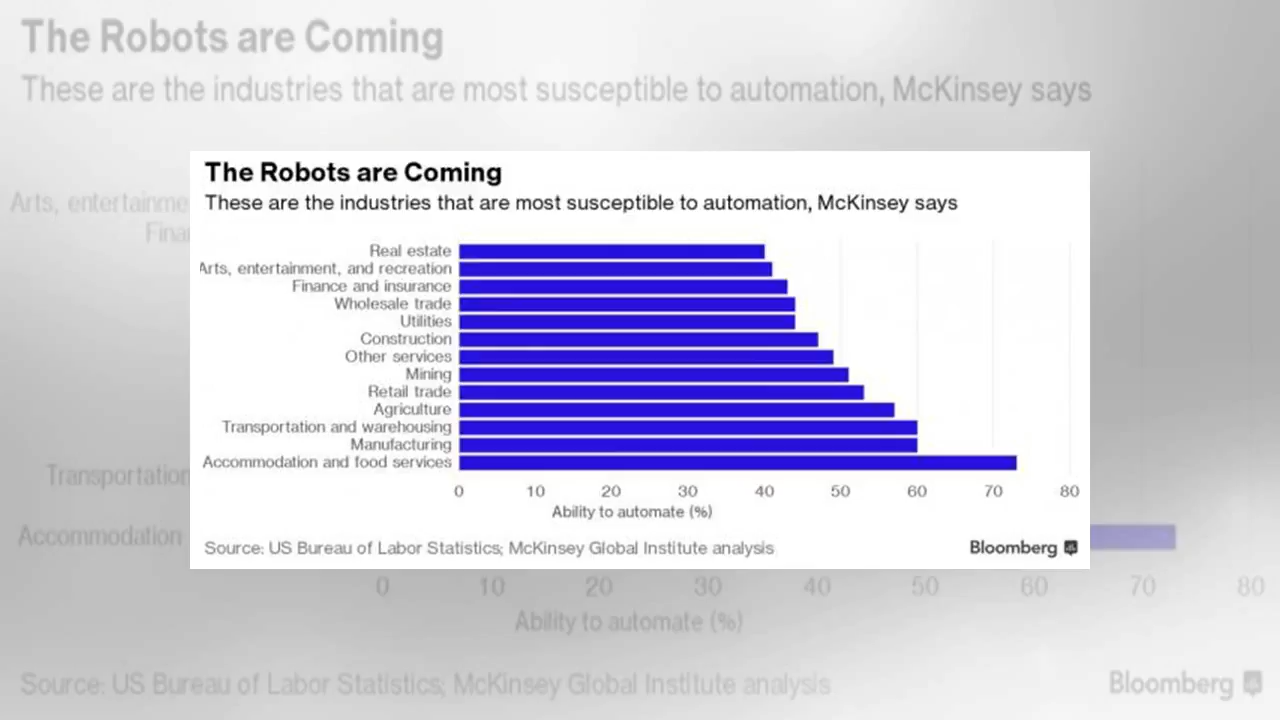 The Robots are Coming
These are the industries that are most susceptible to automation, McKinsey says
The Robots are Coming
These are the industries that are most susceptible to automation, McKinsey says
Arts, entertainme
Finan
Real estate
Arts, entertainment, and recreation
Finance and insurance
Wholesale trade
Utilities
Construction
Other services
Mining
Retail trade
Agriculture
Transportation and warehousing
Manufacturing
Accommodation and food services
0 10 20 30 40 50 60 70 80
Ability to automate (%)
Source: US Bureau of Labor Statistics; McKinsey Global Institute analysis
Bloomberg
Transportation
Accommodation
0 10 20 30 40 50 60 70 80
Ability to automate (%)
Source: US Bureau of Labor Statistics; McKinsey Global Institute analysis
Bloomberg